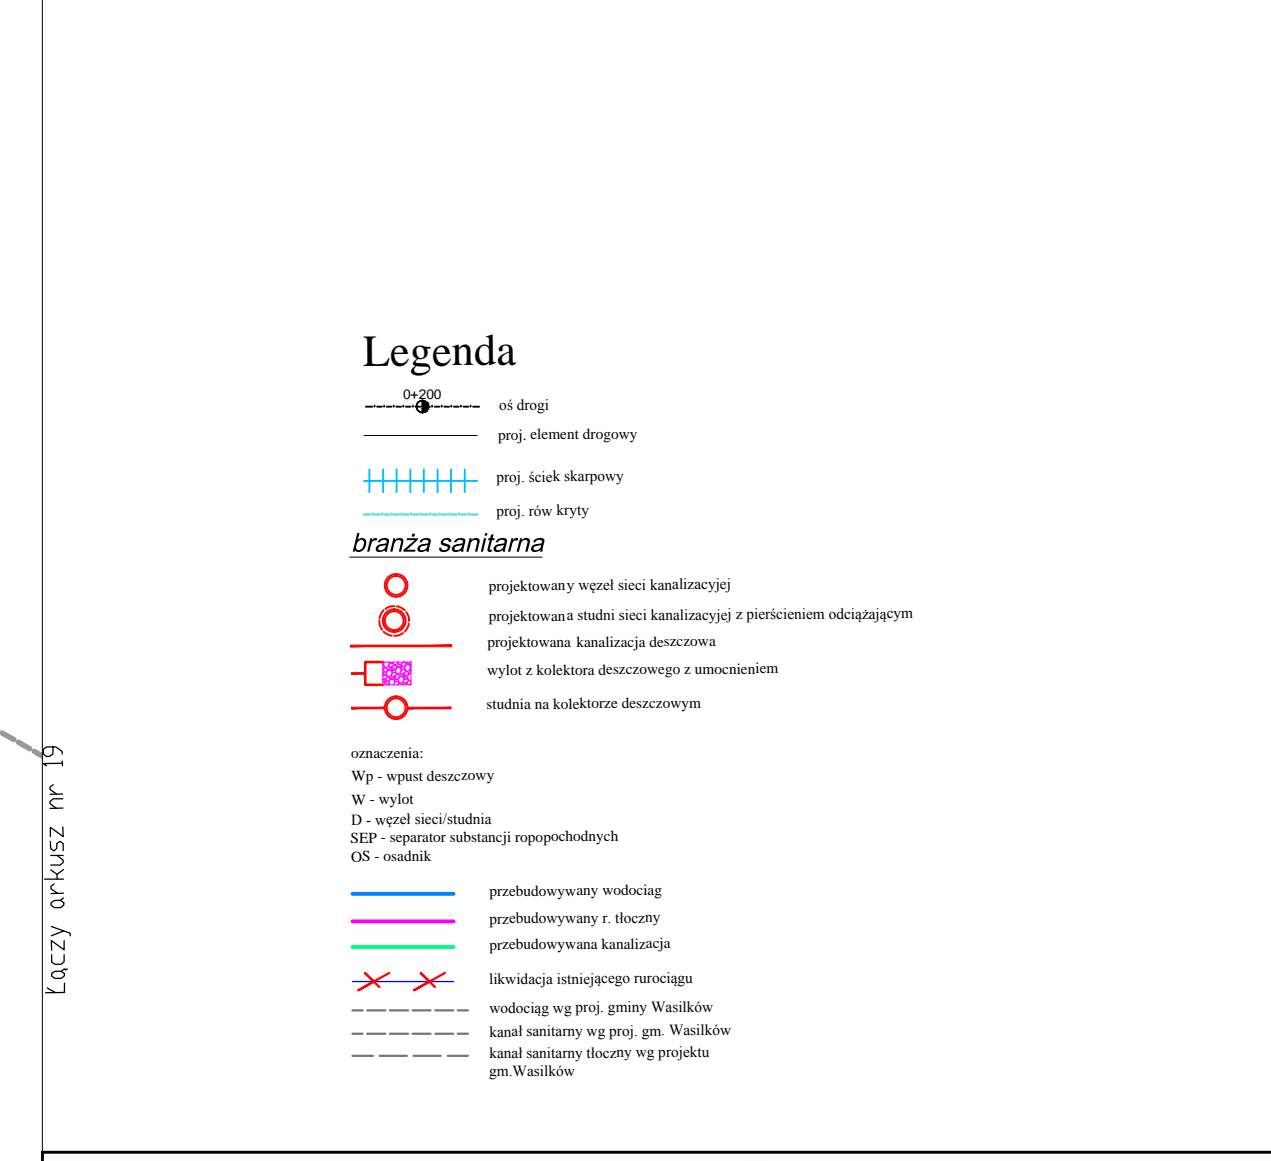 Legenda
0+200
oś drogi
proj. element drogowy
proj. ściek skarpowy
proj. rów kryty
branża sanitarna
projektowany węzeł sieci kanalizacyjej
projektowana studni sieci kanalizacyjej z pierścieniem odciążającym
projektowana kanalizacja deszczowa
wylot z kolektora deszczowego z umocnieniem
studnia na kolektorze deszczowym
oznaczenia:
Wp - wpust deszczowy
W - wylot
D - węzeł sieci/studnia
SEP - separator substancji ropopochodnych
OS - osadnik
przebudowywany wodociąg
przebudowywany r. tłoczny
przebudowywana kanalizacja
likwidacja istniejącego rurociągu
wodociąg wg proj. gminy Wasilków
kanał sanitarny wg proj. gm. Wasilków
kanał sanitarny tłoczny wg projektu
gm.Wasilków
Łączy arkusz nr 19